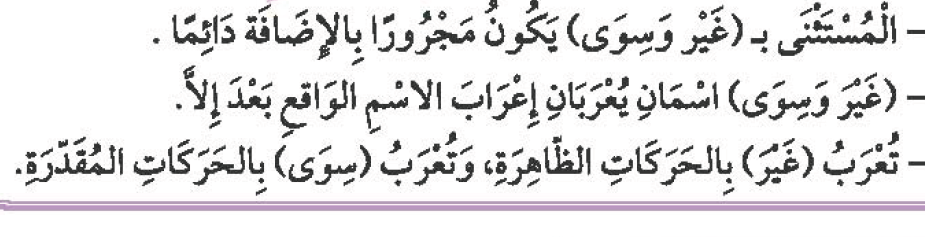 – الْمُسْتَثْنَى بـ (غَيْر وَسِوَى) يَكُونُ مَجْرُورًا بِالإِضَافَة دَائِمًا .
– (غَيْرَ وَسِوَى) اسْمَانِ يُعْرَبَانِ إِعْرَابَ الاسْمِ الوَاقعِ بَعْدَ إِلاَّ.
– تُعْرَبُ (غَيْرَ) بِالحَرَكَاتِ الظَّاهِرَةِ، وَتُعْرَبُ (سِوَى) بِالحَرَكَاتِ المُقَدَّرَةِ.